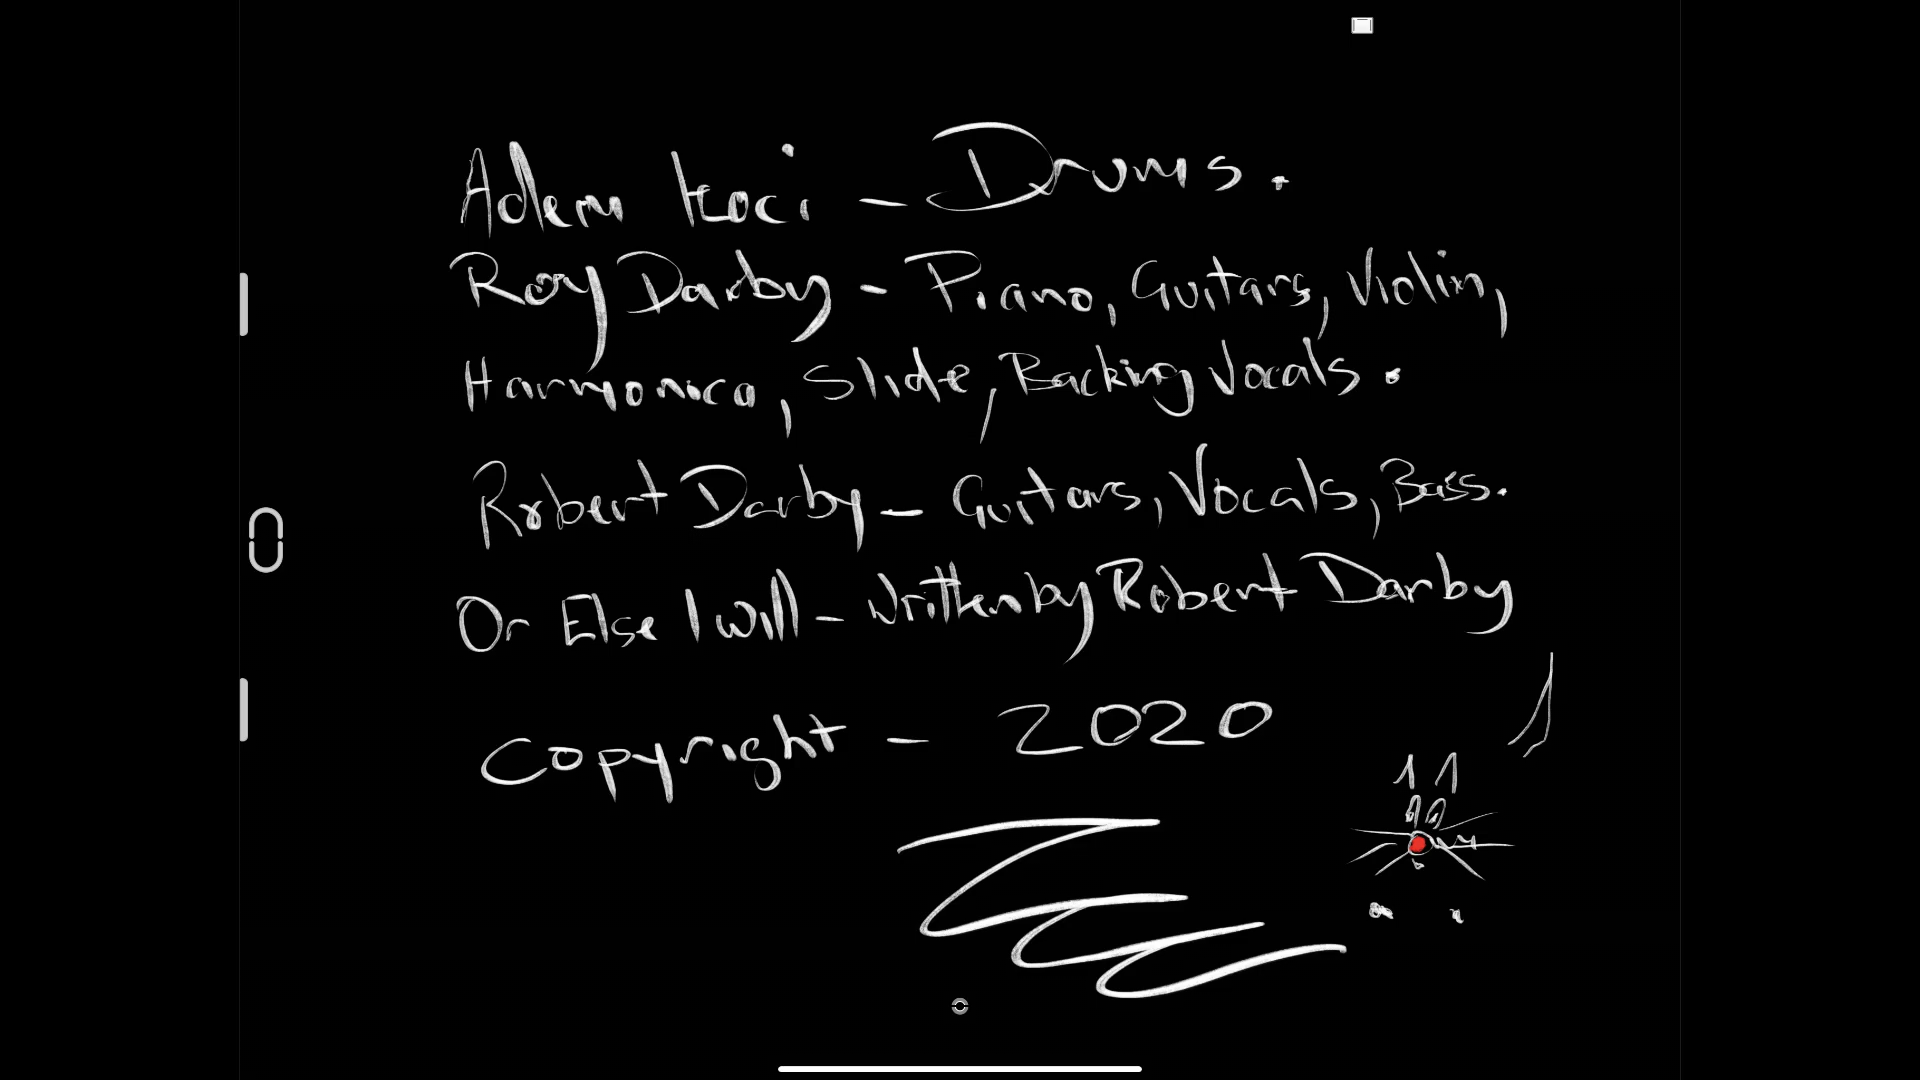 Adem Koci - Drums.
Roy Darby - Piano, Guitars, Violin,
Harmonica, Slide, Backing Vocals.
Robert Darby - Guitars, Vocals, Bass.
Or Else I Will - Written by Robert Darby
Copyright - 2020